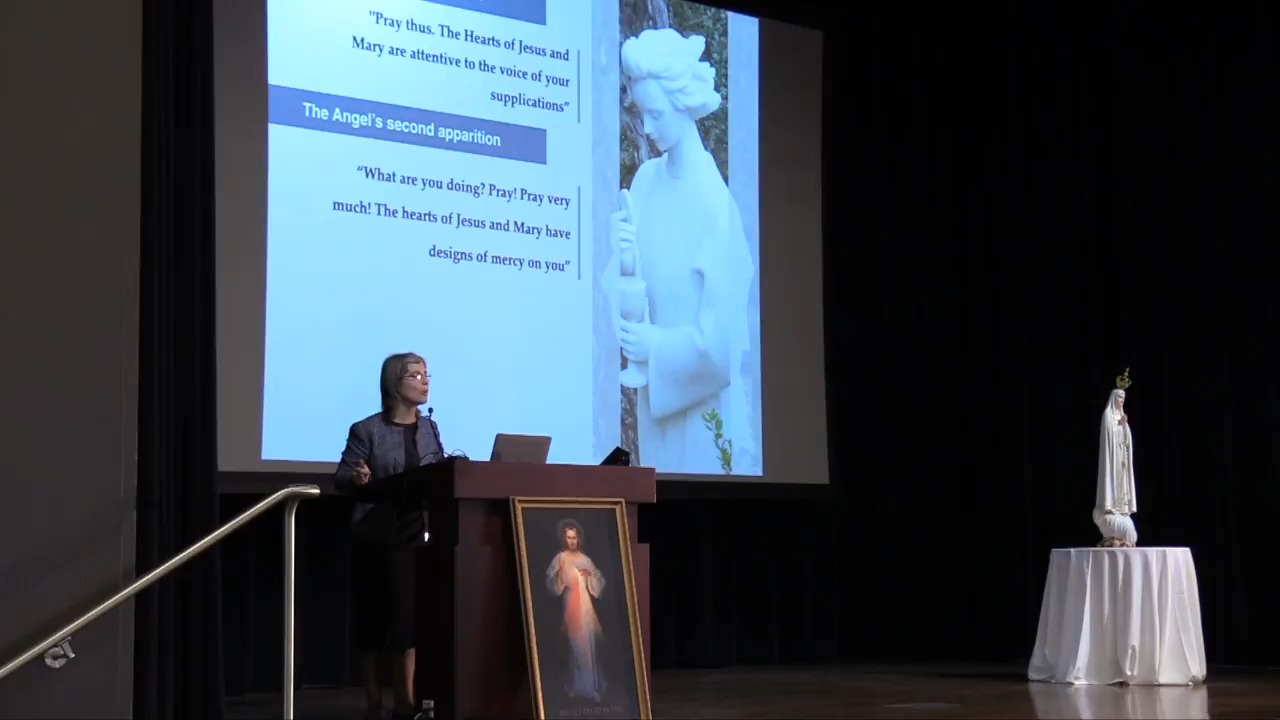 "Pray thus. The Hearts of Jesus and
Mary are attentive to the voice of your
supplications”
The Angel's second apparition
“What are you doing? Pray! Pray very
much! The hearts of Jesus and Mary have
designs of mercy on you”